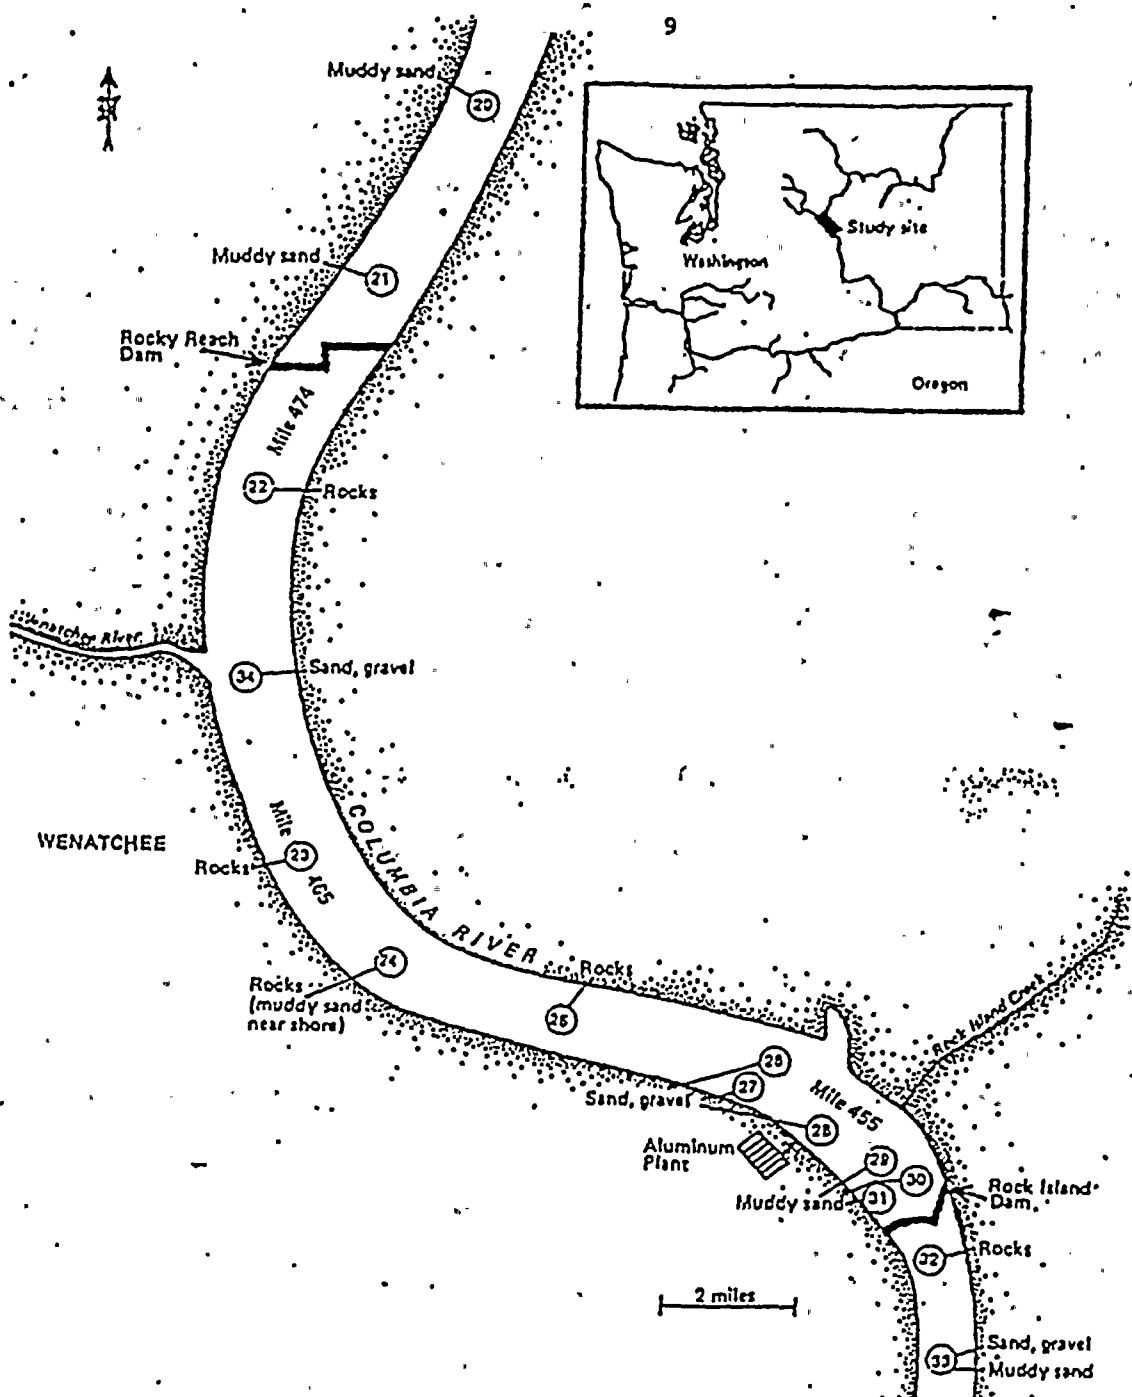 9
Muddy sand
20
Muddy sand
21
Rocky Reach
Dam
Mile 474
22
Rocks
Washington
Study site
Oregon
River
34
Sand, gravel
WENATCHEE
Mile
465
Rocks
23
COLUMBIA RIVER
24
Rocks
(muddy sand
near shore)
Rocks
Rock Island Creek
27
Sand, gravel
28
Mile 455
Aluminum
Plant
29
30
31
Muddy sand
Rock Island
Dam
32
Rocks
2 miles
33
Sand, gravel
Muddy sand